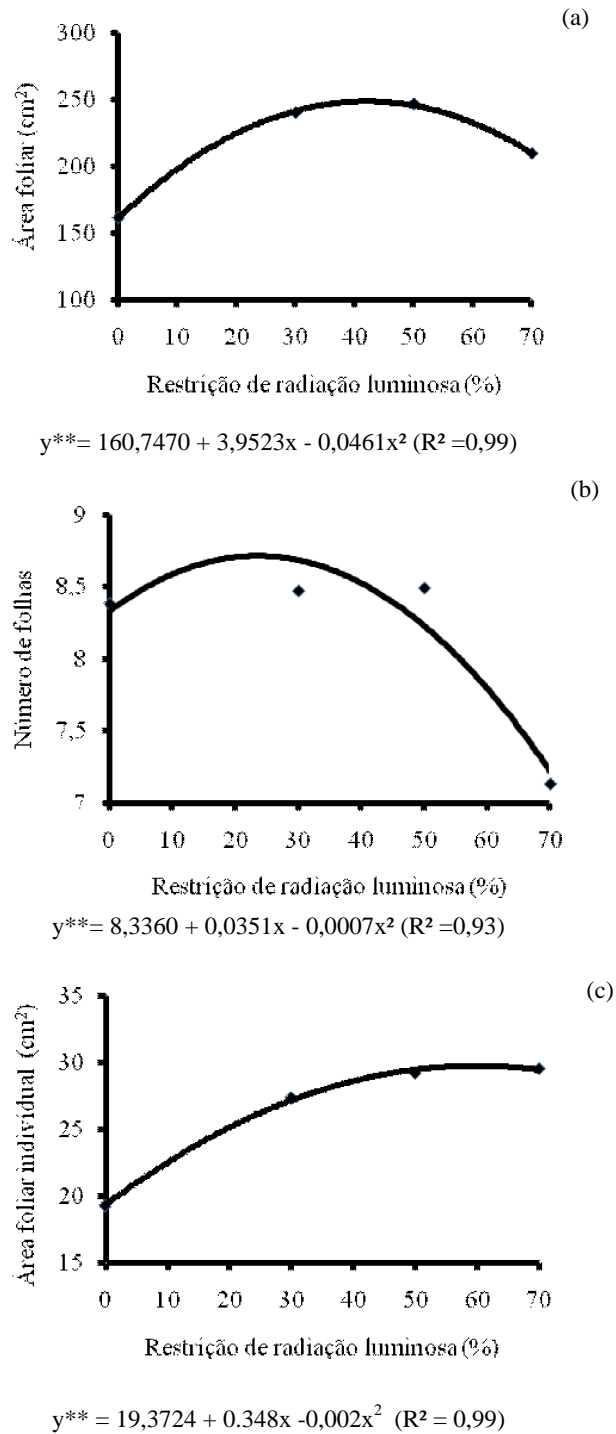 (a)
300
250
200
150
100
Área foliar (cm²)
0 10 20 30 40 50 60 70
Restrição de radiação luminosa (%)
y**= 160,7470 + 3,9523x - 0,0461x² (R² =0,99)
(b)
9
8,5
8
7,5
7
Número de folhas
0 10 20 30 40 50 60 70
Restrição de radiação luminosa (%)
y**= 8,3360 + 0,0351x - 0,0007x² (R² =0,93)
(c)
35
30
25
20
15
Área foliar individual (cm²)
0 10 20 30 40 50 60 70
Restrição de radiação luminosa (%)
y** = 19,3724 + 0.348x -0,002x² (R² = 0,99)